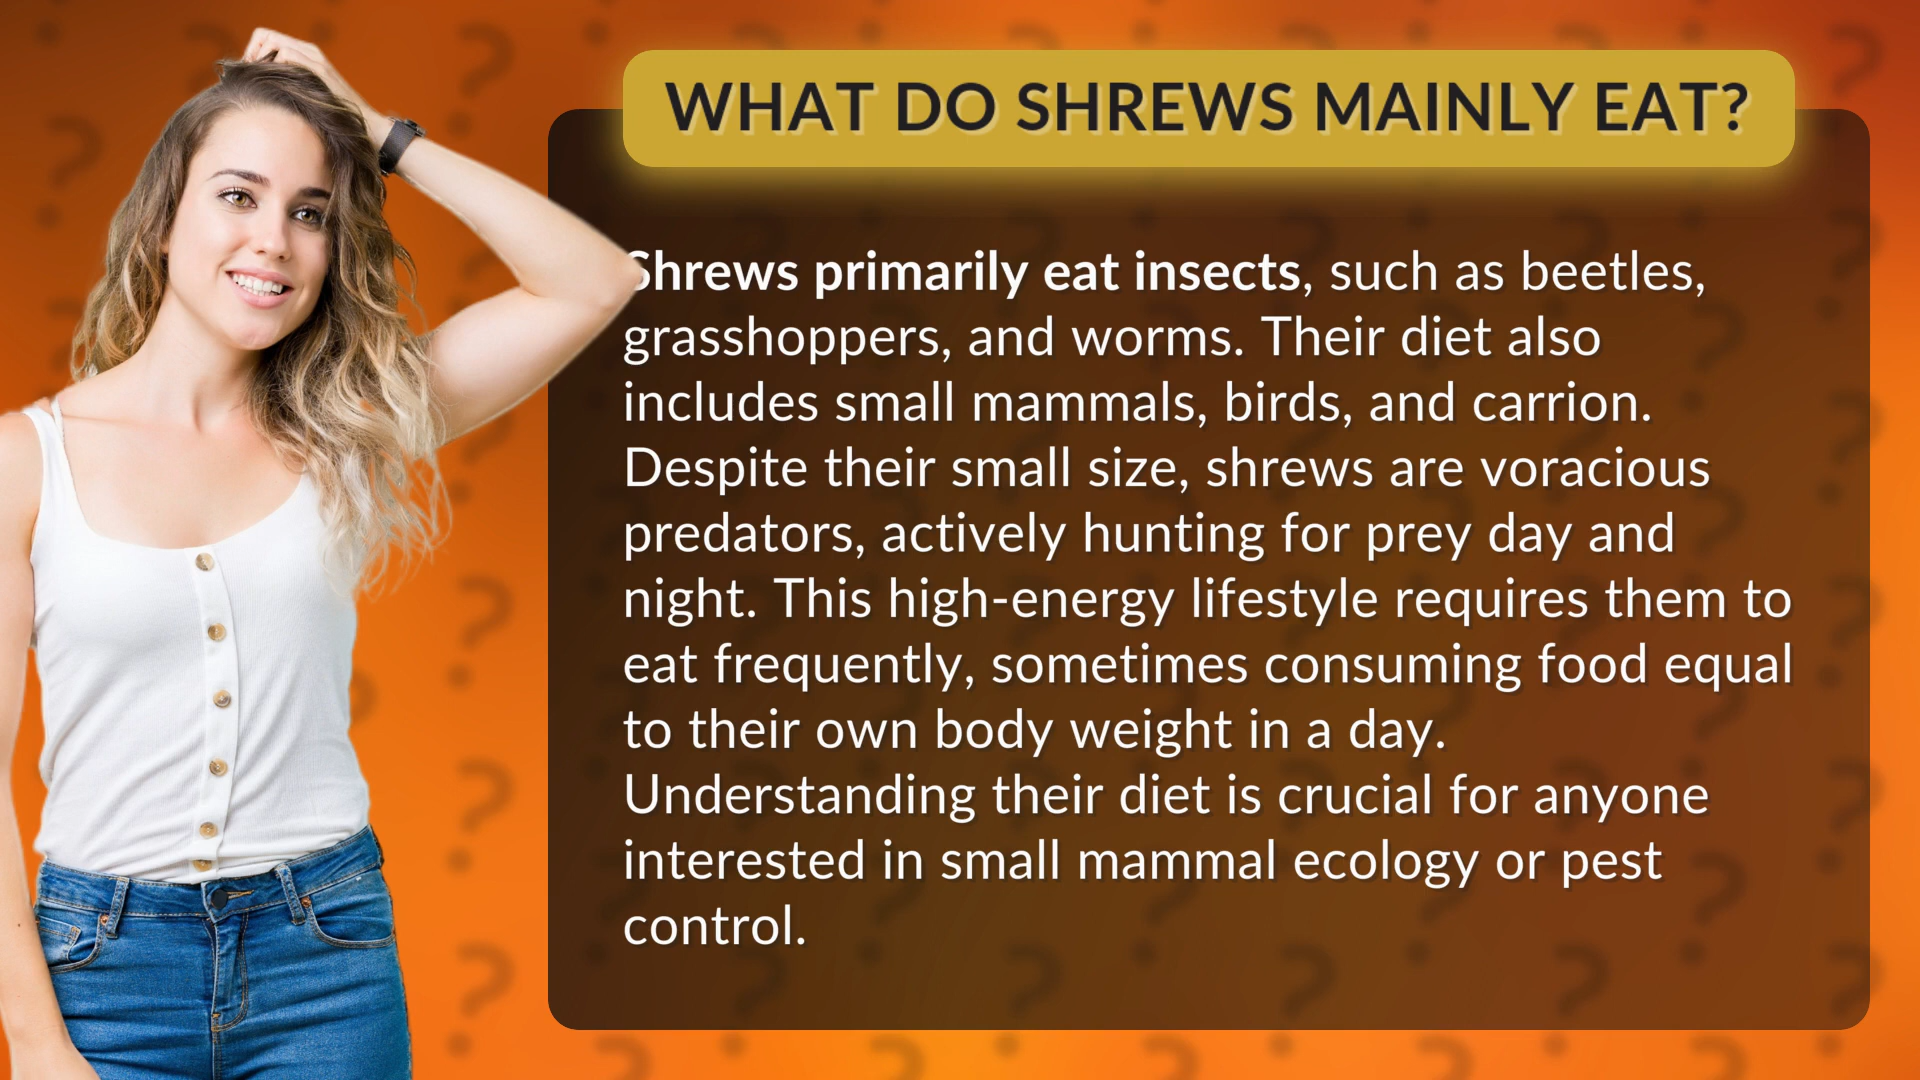 WHAT DO SHREWS MAINLY EAT?
Shrews primarily eat insects, such as beetles,
grasshoppers, and worms. Their diet also
includes small mammals, birds, and carrion.
Despite their small size, shrews are voracious
predators, actively hunting for prey day and
night. This high-energy lifestyle requires them to
eat frequently, sometimes consuming food equal
to their own body weight in a day.
Understanding their diet is crucial for anyone
interested in small mammal ecology or pest
control.